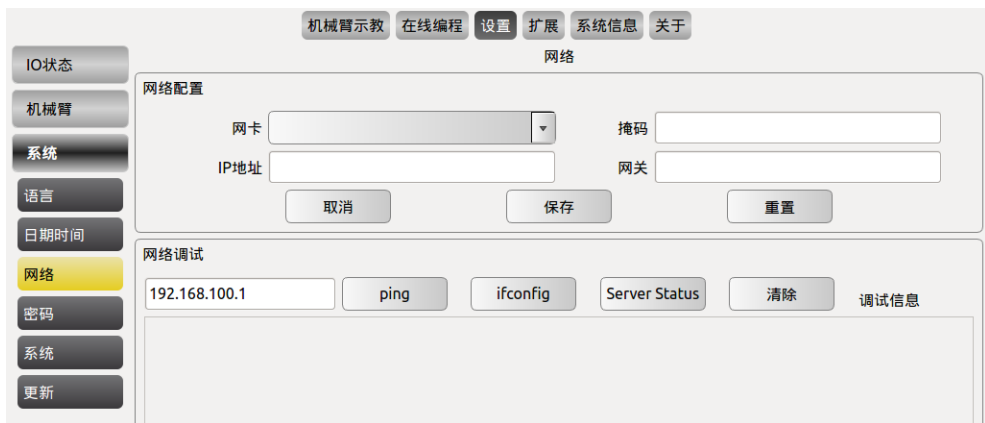 机械臂示教 在线编程 设置 扩展 系统信息 关于
网络
IO状态
机械臂
系统
语言
日期时间
网络
密码
系统
更新
网络配置
网卡 掩码
IP地址 网关
取消 保存 重置
网络调试
192.168.100.1 ping ifconfig Server Status 清除 调试信息